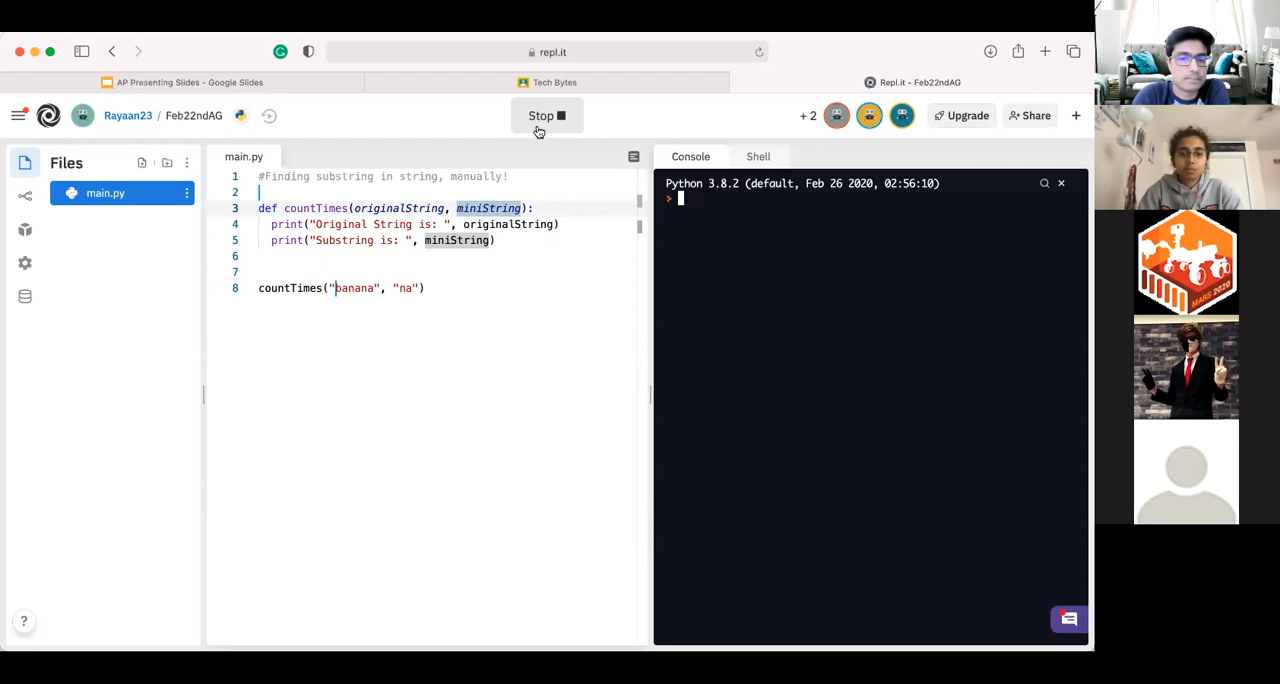 repl.it
AP Presenting Slides - Google Slides
Tech Bytes
Repl.it - Feb22ndAG
Rayaan23 / Feb22ndAG
Stop
+ 2
Upgrade
Share
Files
main.py
main.py
Console
Shell
1 #Finding substring in string, manually!
2
3 def countTimes(originalString, miniString):
4 print("Original String is: ", originalString)
5 print("Substring is: ", miniString)
6
7
8 countTimes("banana", "na")
Python 3.8.2 (default, Feb 26 2020, 02:56:10)
>
?
MARS 2020